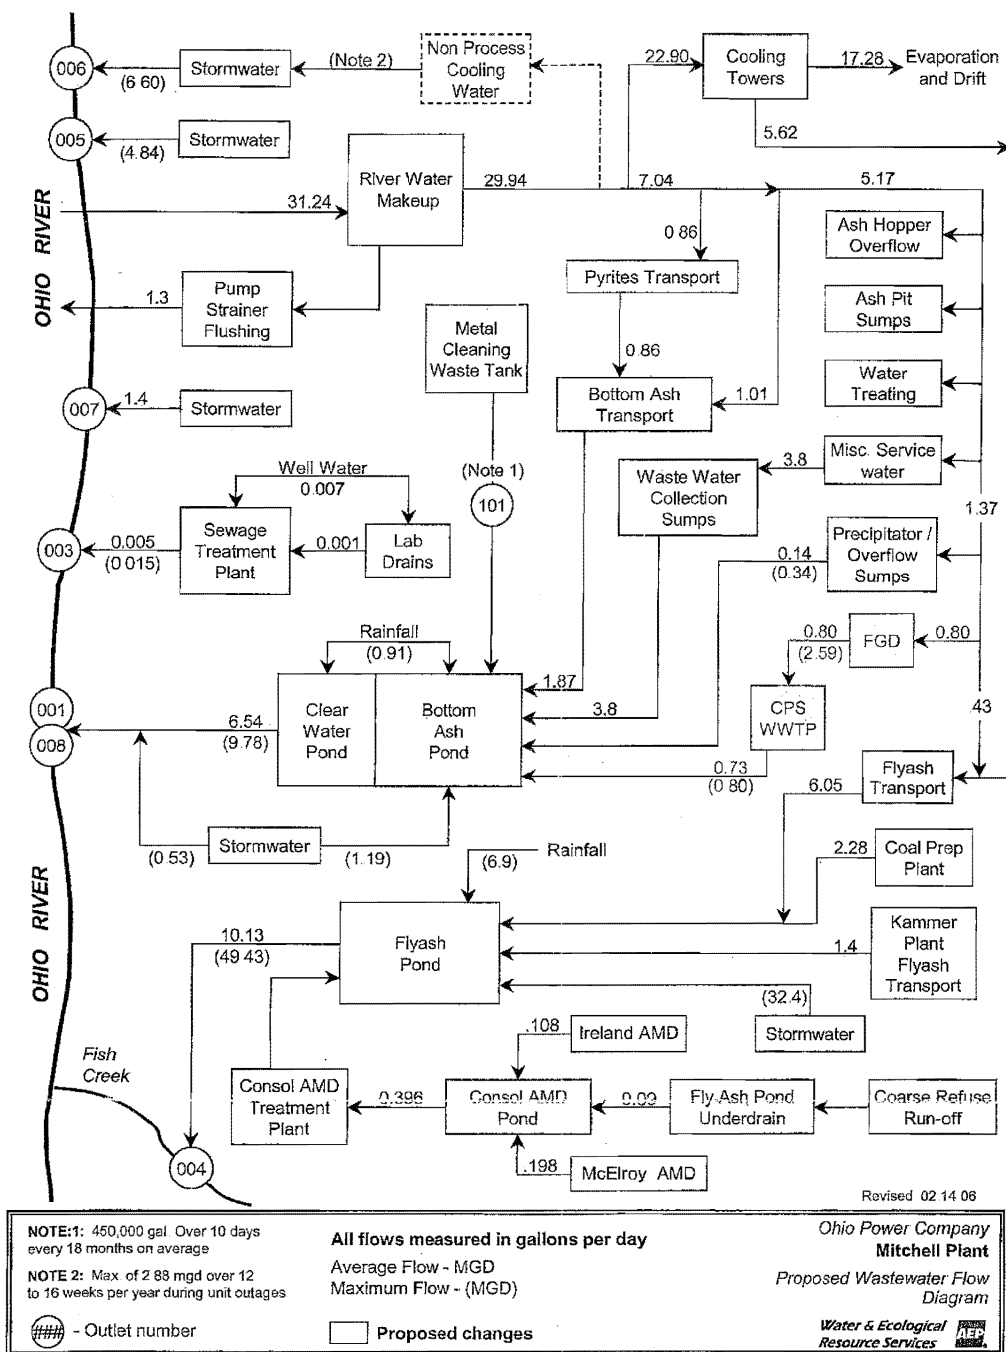 006
(6 60)
Stormwater
(Note 2)
Non Process
Cooling
Water
22.90
Cooling
Towers
17.28
Evaporation
and Drift
5.62
005
(4.84)
Stormwater
River Water
Makeup
31.24
29.94
7.04
5.17
OHIO RIVER
0 86
Ash Hopper
Overflow
Pyrites Transport
1.3
Pump
Strainer
Flushing
Metal
Cleaning
Waste Tank
Ash Pit
Sumps
0.86
Bottom Ash
Transport
1.01
Water
Treating
007
1.4
Stormwater
Well Water
0.007
(Note 1)
101
Waste Water
Collection
Sumps
3.8
Misc. Service
water
1.37
003
0.005
(0 015)
Sewage
Treatment
Plant
0.001
Lab
Drains
0.14
(0.34)
Precipitator /
Overflow
Sumps
Rainfall
(0.91)
0.80
(2.59)
FGD
0.80
001
008
6.54
(9.78)
Clear
Water
Pond
Bottom
Ash
Pond
1.87
3.8
CPS
WWTP
.43
0.73
(0 80)
Flyash
Transport
6.05
(0.53)
Stormwater
(1.19)
(6.9)
Rainfall
2.28
Coal Prep
Plant
OHIO RIVER
10.13
(49 43)
Flyash
Pond
1.4
Kammer
Plant
Flyash
Transport
(32.4)
Stormwater
Fish
Creek
.108
Ireland AMD
Consol AMD
Treatment
Plant
0.396
Consol AMD
Pond
0.09
Fly-Ash Pond
Underdrain
Coarse Refuse
Run-off
004
.198
McElroy AMD
Revised 02 14 06
NOTE:1: 450,000 gal. Over 10 days
every 18 months on average
NOTE 2: Max. of 2 88 mgd over 12
to 16 weeks per year during unit outages
### - Outlet number
All flows measured in gallons per day
Average Flow - MGD
Maximum Flow - (MGD)
Proposed changes
Ohio Power Company
Mitchell Plant
Proposed Wastewater Flow
Diagram
Water & Ecological
Resource Services
AEP